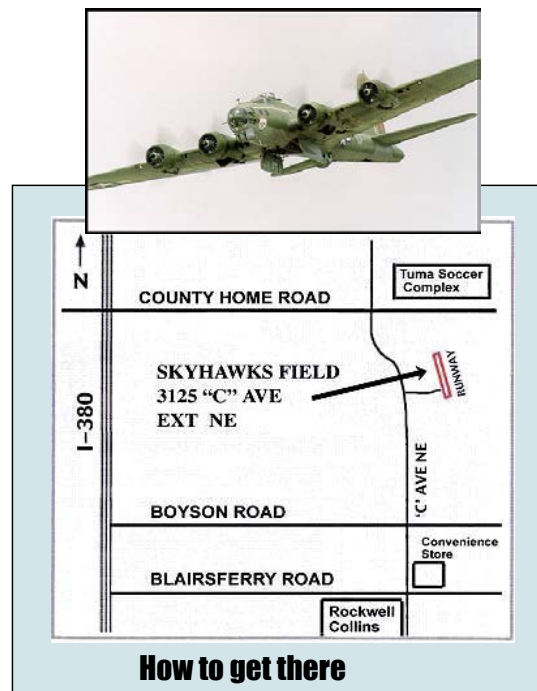 N
Tuma Soccer
Complex
COUNTY HOME ROAD
SKYHAWKS FIELD
3125 “C” AVE
EXT NE
RUNWAY
I-380
'C' AVE NE
BOYSON ROAD
Convenience
Store
BLAIRSFERRY ROAD
Rockwell
Collins
How to get there